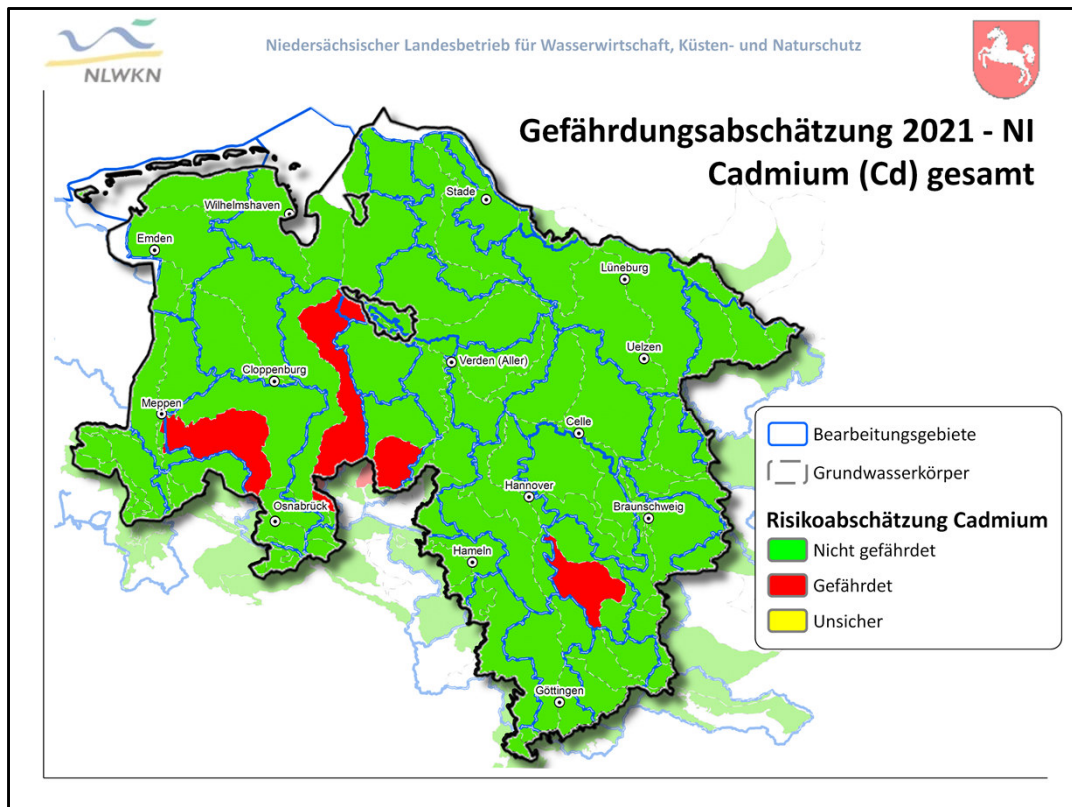 NLWKN
Niedersächsischer Landesbetrieb für Wasserwirtschaft, Küsten- und Naturschutz
Gefährdungsabschätzung 2021 - NI
Cadmium (Cd) gesamt
Stade
Wilhelmshaven
Emden
Lüneburg
Uelzen
Verden (Aller)
Cloppenburg
Meppen
Celle
Hannover
Osnabrück
Braunschweig
Hameln
Göttingen
Bearbeitungsgebiete
Grundwasserkörper
Risikoabschätzung Cadmium
Nicht gefährdet
Gefährdet
Unsicher